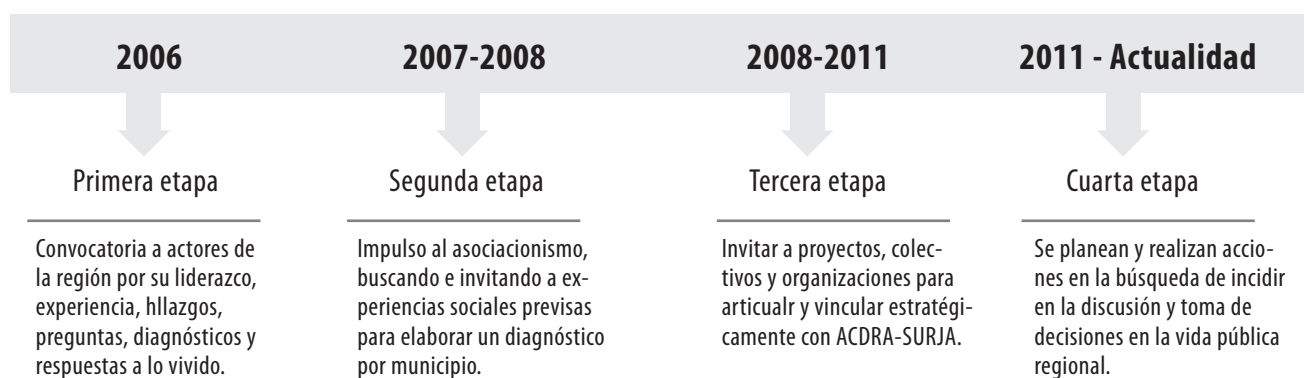 2006
2007-2008
2008-2011
2011 - Actualidad
Primera etapa
Segunda etapa
Tercera etapa
Cuarta etapa
Convocatoria a actores de
la región por su liderazco,
experiencia, hllazgos,
preguntas, diagnósticos y
respuestas a lo vivido.
Impulso al asociacionismo,
buscando e invitando a ex-
periencias sociales previsas
para elaborar un diagnóstico
por municipio.
Invitar a proyectos, colec-
tivos y organizaciones para
articualr y vincular estratégi-
camente con ACDRA-SURJA.
Se planean y realizan accio-
nes en la búsqueda de incidir
en la discusión y toma de
decisiones en la vida pública
regional.